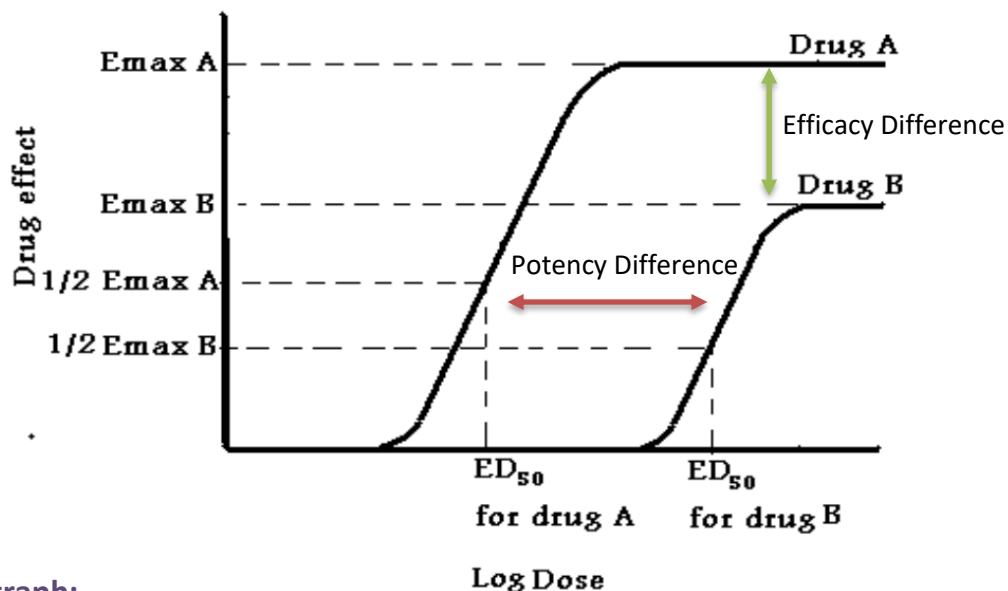 Drug A
Emax A
Efficacy Difference
Drug B
Emax B
Drug effect
Potency Difference
1/2 Emax A
1/2 Emax B
ED50 ED50
for drug A for drug B
Log Dose